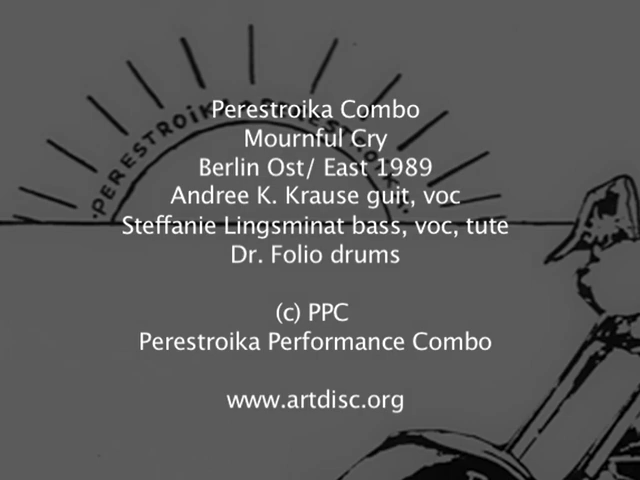 PERESTROIKA PERESTROIKA
Perestroika Combo
Mournful Cry
Berlin Ost/ East 1989
Andree K. Krause guit, voc
Steffanie Lingsminat bass, voc, tute
Dr. Folio drums
(c) PPC
Perestroika Performance Combo
www.artdisc.org